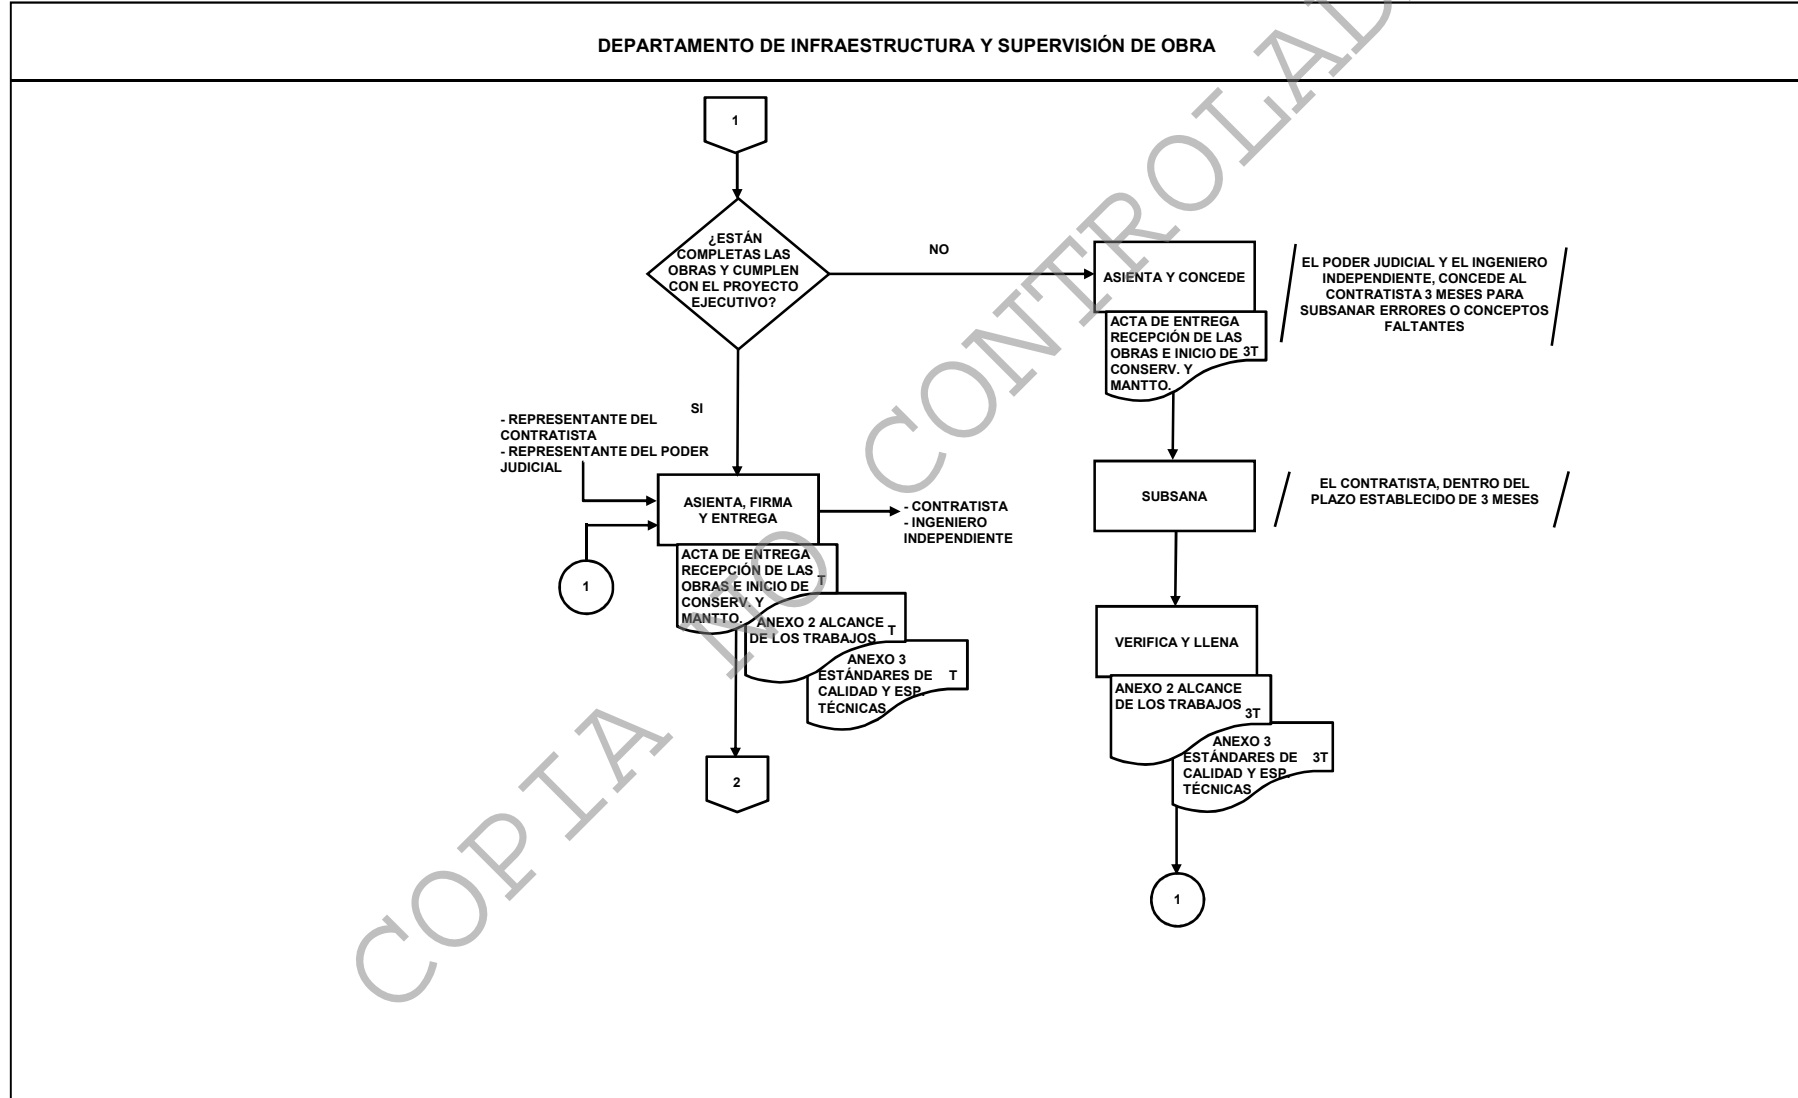 DEPARTAMENTO DE INFRAESTRUCTURA Y SUPERVISIÓN DE OBRA
1
¿ESTÁN
COMPLETAS LAS
OBRAS Y CUMPLEN
CON EL PROYECTO
EJECUTIVO?
NO
ASIENTA Y CONCEDE
EL PODER JUDICIAL Y EL INGENIERO
INDEPENDIENTE, CONCEDE AL
CONTRATISTA 3 MESES PARA
SUBSANAR ERRORES O CONCEPTOS
FALTANTES
ACTA DE ENTREGA
RECEPCIÓN DE LAS
OBRAS E INICIO DE 3T
CONSERV. Y
MANTTO.
SI
- REPRESENTANTE DEL
CONTRATISTA
- REPRESENTANTE DEL PODER
JUDICIAL
ASIENTA, FIRMA
Y ENTREGA
- CONTRATISTA
- INGENIERO
INDEPENDIENTE
1
ACTA DE ENTREGA
RECEPCIÓN DE LAS
OBRAS E INICIO DE T
CONSERV. Y
MANTTO.
ANEXO 2 ALCANCE
DE LOS TRABAJOS T
ANEXO 3
ESTÁNDARES DE T
CALIDAD Y ESP.
TÉCNICAS
2
SUBSANA
EL CONTRATISTA, DENTRO DEL
PLAZO ESTABLECIDO DE 3 MESES
VERIFICA Y LLENA
ANEXO 2 ALCANCE
DE LOS TRABAJOS
3T
ANEXO 3
ESTÁNDARES DE 3T
CALIDAD Y ESP.
TÉCNICAS
1
COPIA NO CONTROLAD